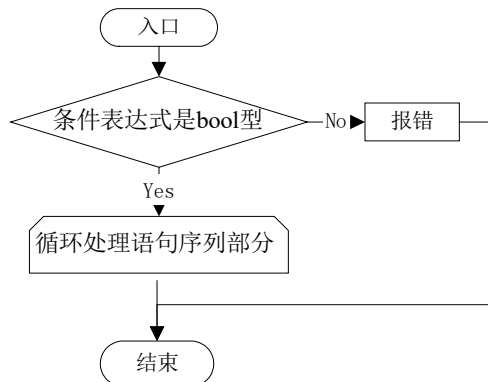 入口
条件表达式是bool型
No
报错
Yes
循环处理语句序列部分
结束